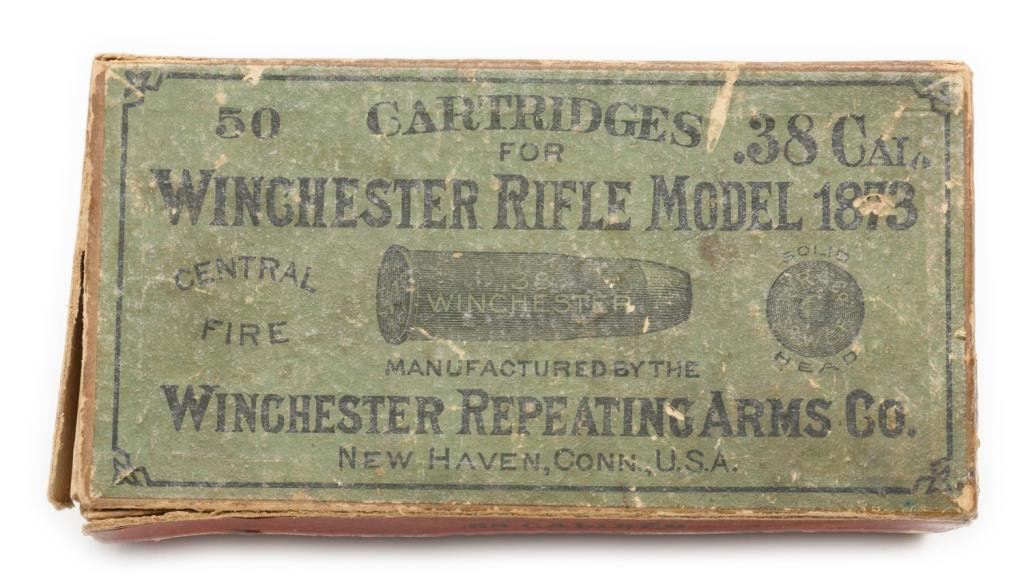 50 CARTRIDGES .38 CAL.
FOR
WINCHESTER RIFLE MODEL 1873
CENTRAL
FIRE
.38
WINCHESTER
SOLID
HEAD
MANUFACTURED BY THE
WINCHESTER REPEATING ARMS CO.
NEW HAVEN, CONN., U.S.A.